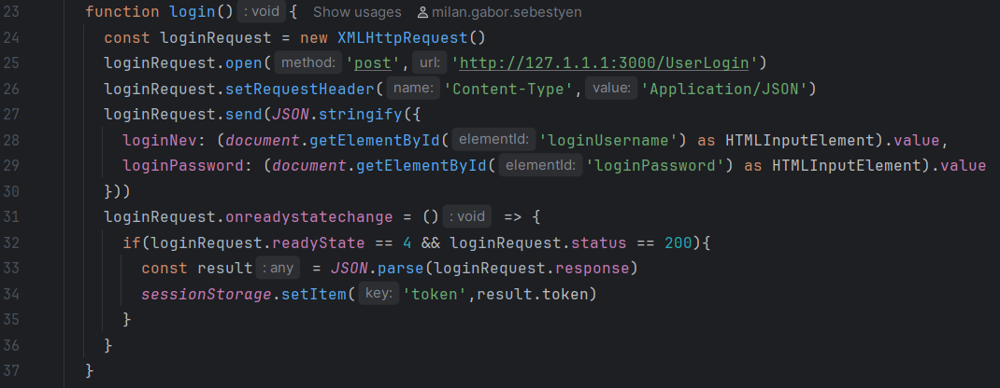 23 function login() : void { Show usages milan.gabor.sebestyen
24 const loginRequest = new XMLHttpRequest()
25 loginRequest.open( method: 'post', url: 'http://127.1.1.1:3000/UserLogin')
26 loginRequest.setRequestHeader( name: 'Content-Type', value: 'Application/JSON')
27 loginRequest.send(JSON.stringify({
28 loginNev: (document.getElementById( elementId: 'loginUsername') as HTMLInputElement).value,
29 loginPassword: (document.getElementById( elementId: 'loginPassword') as HTMLInputElement).value
30 }))
31 loginRequest.onreadystatechange = () : void => {
32 if(loginRequest.readyState == 4 && loginRequest.status == 200){
33 const result : any = JSON.parse(loginRequest.response)
34 sessionStorage.setItem( key: 'token',result.token)
35 }
36 }
37 }